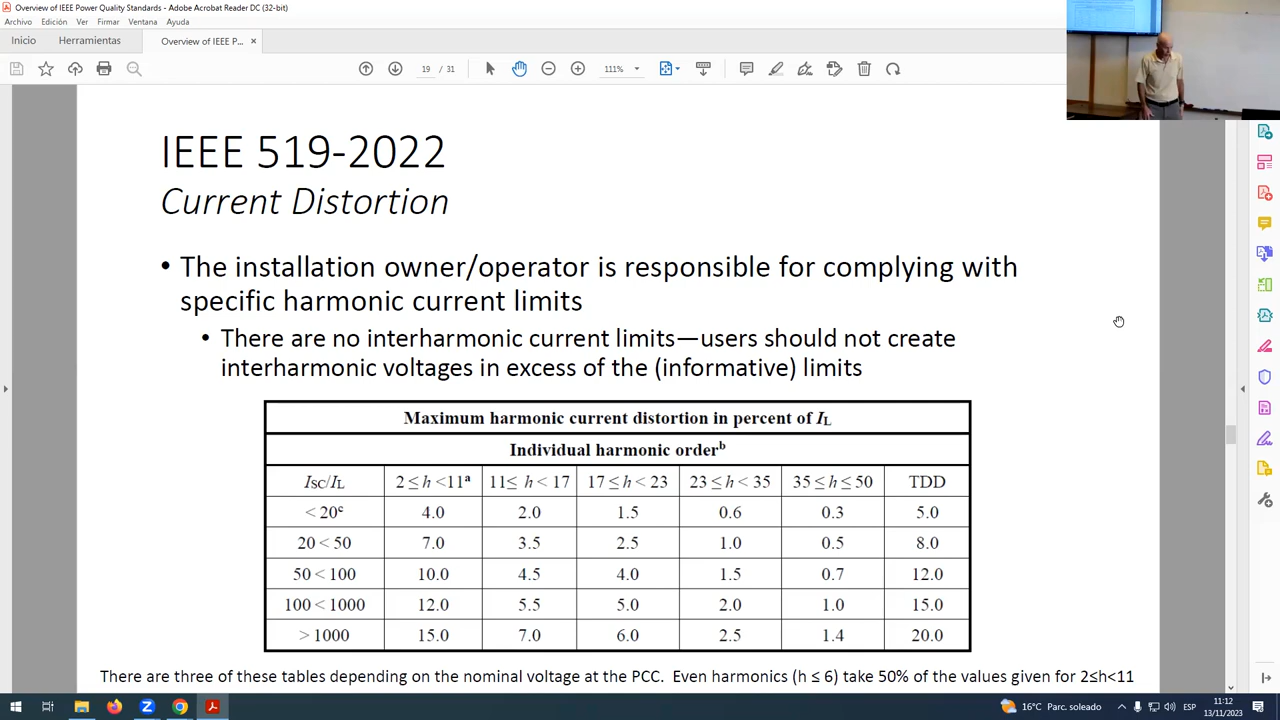 Overview of IEEE Power Quality Standards - Adobe Acrobat Reader DC (32-bit)
Archivo Edición Ver Firmar Ventana Ayuda
Inicio Herramientas Overview of IEEE P... ×
19 / 31 111%
IEEE 519-2022
Current Distortion
• The installation owner/operator is responsible for complying with
specific harmonic current limits
• There are no interharmonic current limits—users should not create
interharmonic voltages in excess of the (informative) limits
Maximum harmonic current distortion in percent of IL
Individual harmonic orderᵇ
ISC/IL 2 ≤ h <11ᵃ 11≤ h < 17 17 ≤ h < 23 23 ≤ h < 35 35 ≤ h ≤ 50 TDD
< 20ᶜ 4.0 2.0 1.5 0.6 0.3 5.0
20 < 50 7.0 3.5 2.5 1.0 0.5 8.0
50 < 100 10.0 4.5 4.0 1.5 0.7 12.0
100 < 1000 12.0 5.5 5.0 2.0 1.0 15.0
> 1000 15.0 7.0 6.0 2.5 1.4 20.0
There are three of these tables depending on the nominal voltage at the PCC. Even harmonics (h ≤ 6) take 50% of the values given for 2≤h<11
16°C Parc. soleado ESP 11:12
13/11/2023